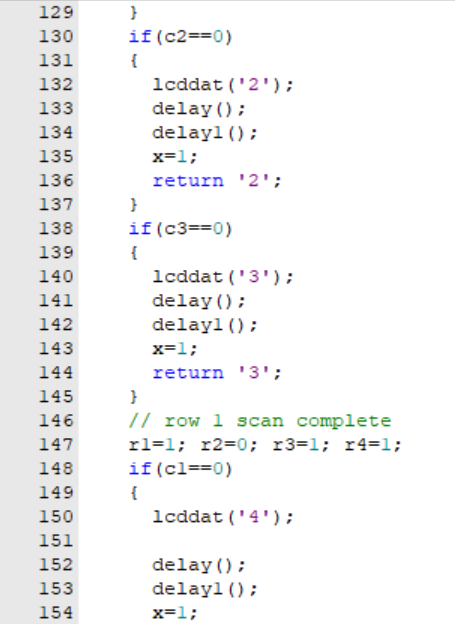 129 }
130 if(c2==0)
131 {
132 lcddat('2');
133 delay();
134 delay1();
135 x=1;
136 return '2';
137 }
138 if(c3==0)
139 {
140 lcddat('3');
141 delay();
142 delay1();
143 x=1;
144 return '3';
145 }
146 // row 1 scan complete
147 r1=1; r2=0; r3=1; r4=1;
148 if(c1==0)
149 {
150 lcddat('4');
151
152 delay();
153 delay1();
154 x=1;